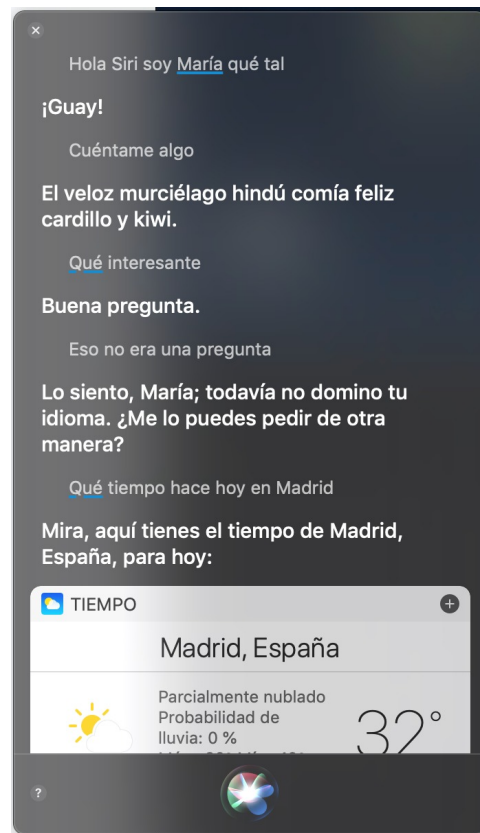 Hola Siri soy María qué tal
¡Guay!
Cuéntame algo
El veloz murciélago hindú comía feliz
cardillo y kiwi.
Qué interesante
Buena pregunta.
Eso no era una pregunta
Lo siento, María; todavía no domino tu
idioma. ¿Me lo puedes pedir de otra
manera?
Qué tiempo hace hoy en Madrid
Mira, aquí tienes el tiempo de Madrid,
España, para hoy:
TIEMPO
Madrid, España
Parcialmente nublado
Probabilidad de
lluvia: 0 %
32°
?